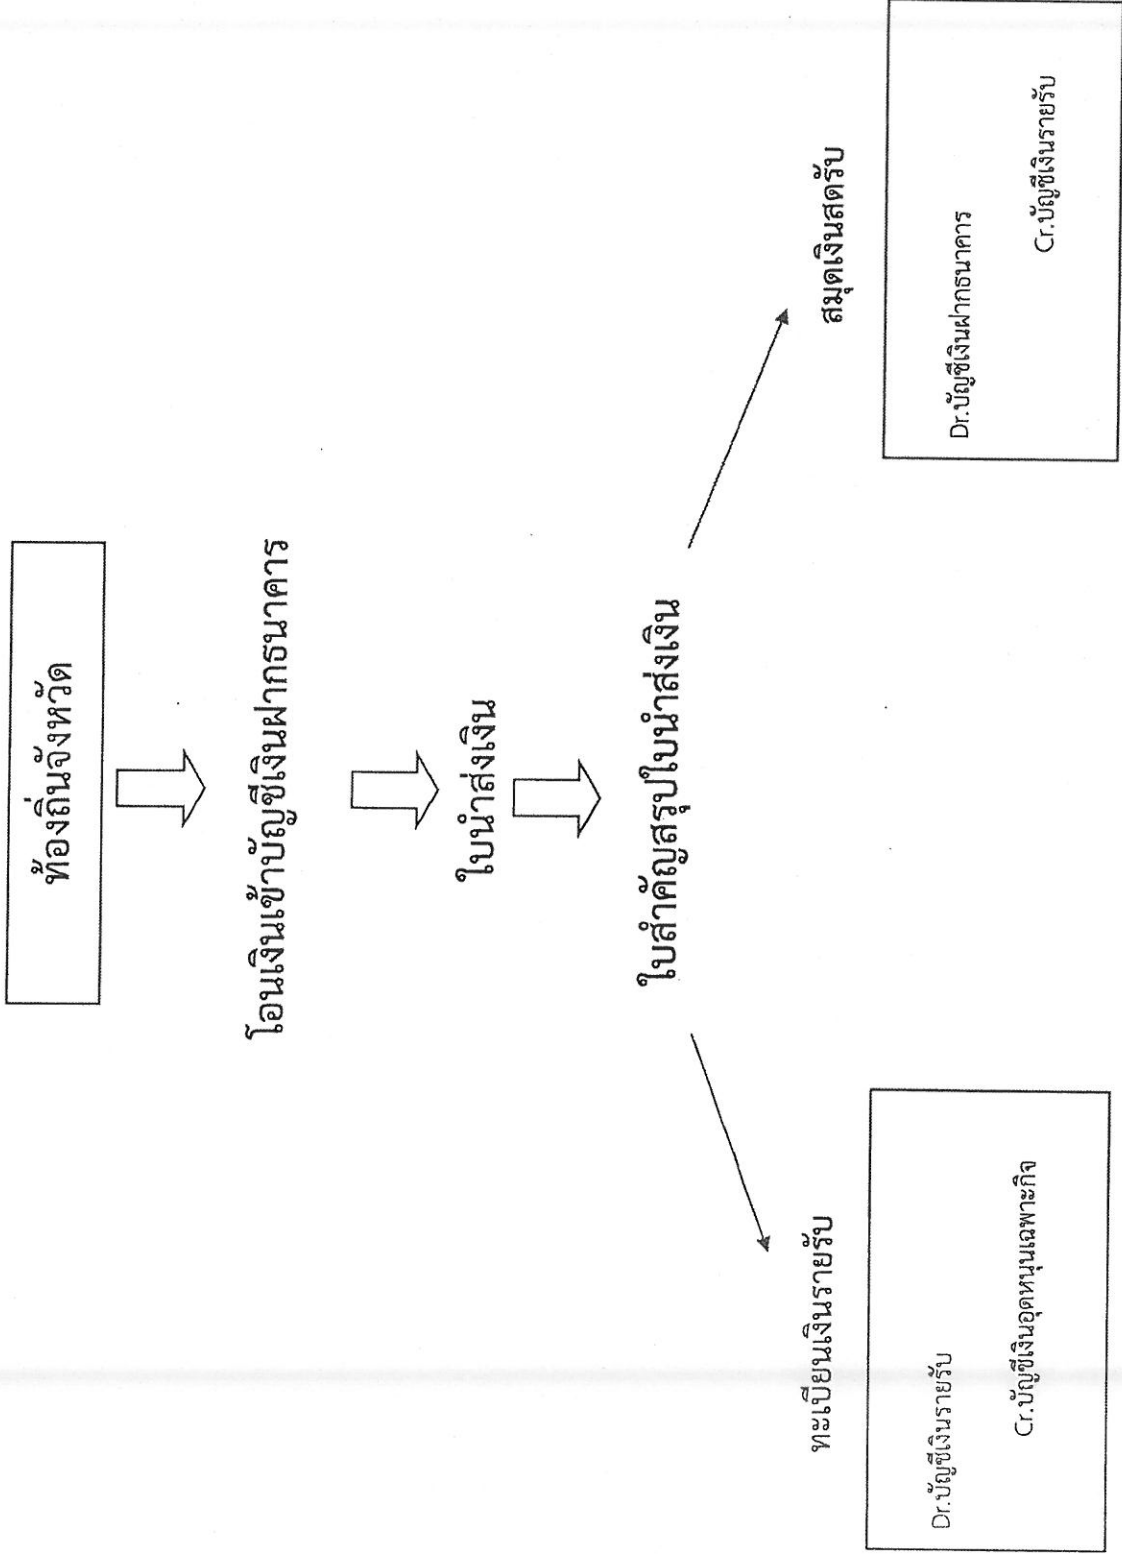 ท้องถิ่นจังหวัด
โอนเงินเข้าบัญชีเงินฝากธนาคาร
ใบนำส่งเงิน
ใบสำคัญสรุปใบนำส่งเงิน
ทะเบียนเงินรายรับ
Dr.บัญชีเงินรายรับ
Cr.บัญชีเงินอุดหนุนเฉพาะกิจ
สมุดเงินสดรับ
Dr.บัญชีเงินฝากธนาคาร
Cr.บัญชีเงินรายรับ